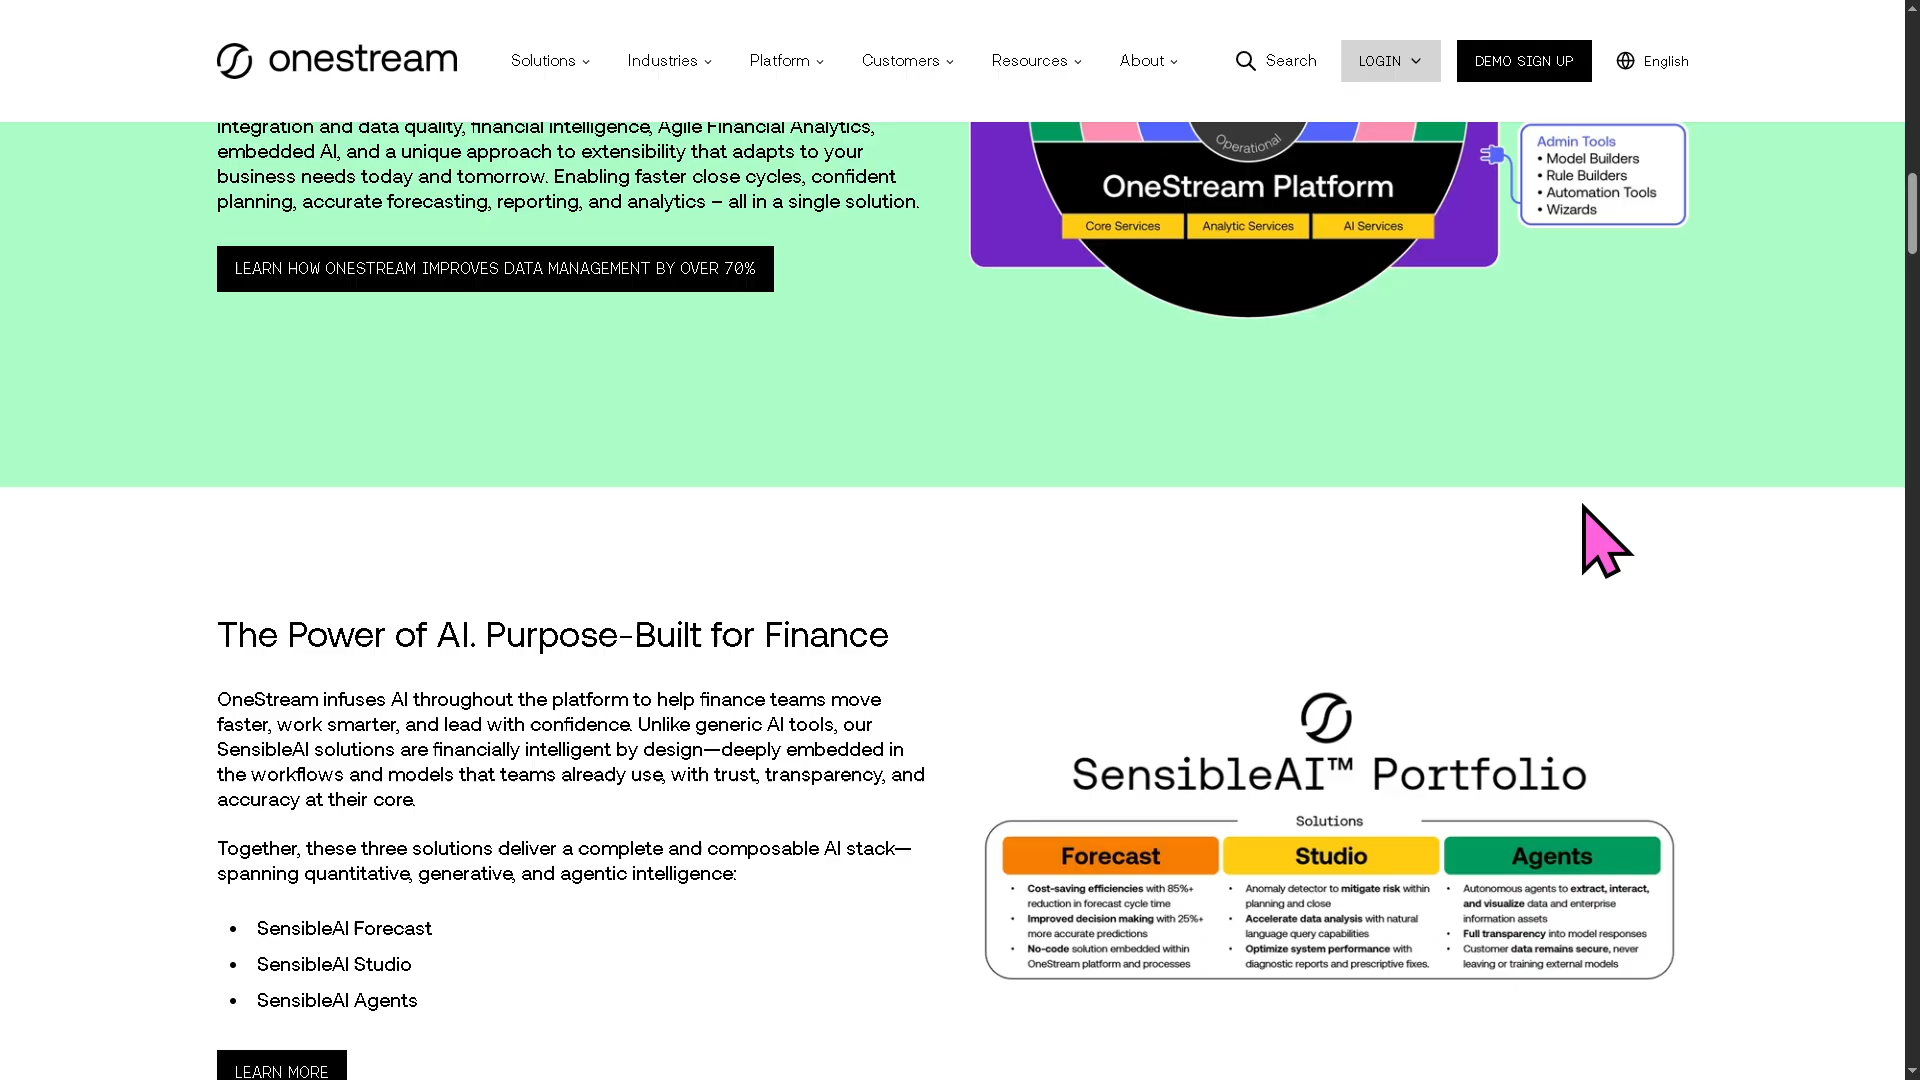 onestream
Solutions
Industries
Platform
Customers
Resources
About
Search
LOGIN
DEMO SIGN UP
English
integration and data quality, financial intelligence, Agile Financial Analytics,
embedded AI, and a unique approach to extensibility that adapts to your
business needs today and tomorrow. Enabling faster close cycles, confident
planning, accurate forecasting, reporting, and analytics – all in a single solution.
LEARN HOW ONESTREAM IMPROVES DATA MANAGEMENT BY OVER 70%
Operational
OneStream Platform
Core Services
Analytic Services
AI Services
Admin Tools
• Model Builders
• Rule Builders
• Automation Tools
• Wizards
The Power of AI. Purpose-Built for Finance
OneStream infuses AI throughout the platform to help finance teams move
faster, work smarter, and lead with confidence. Unlike generic AI tools, our
SensibleAI solutions are financially intelligent by design—deeply embedded in
the workflows and models that teams already use, with trust, transparency, and
accuracy at their core.
Together, these three solutions deliver a complete and composable AI stack—
spanning quantitative, generative, and agentic intelligence:
• SensibleAI Forecast
• SensibleAI Studio
• SensibleAI Agents
LEARN MORE
SensibleAI™ Portfolio
Solutions
Forecast
• Cost-saving efficiencies with 85%+
reduction in forecast cycle time
• Improved decision making with 25%+
more accurate predictions
• No-code solution embedded within
OneStream platform and processes
Studio
• Anomaly detector to mitigate risk within
planning and close
• Accelerate data analysis with natural
language query capabilities
• Optimize system performance with
diagnostic reports and prescriptive fixes.
Agents
• Autonomous agents to extract, interact,
and visualize data and enterprise
information assets
• Full transparency into model responses
• Customer data remains secure, never
leaving or training external models